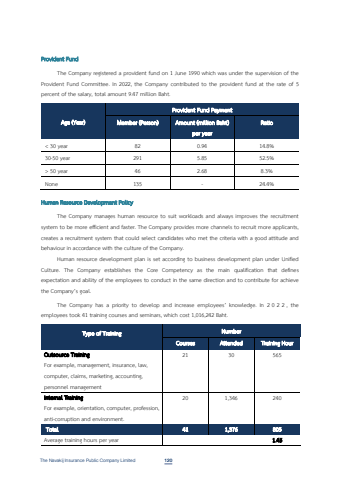 Provident Fund
The Company registered a provident fund on 1 June 1990 which was under the supervision of the
Provident Fund Committee. In 2022, the Company contributed to the provident fund at the rate of 5
percent of the salary, total amount 9.47 million Baht.
Provident Fund Payment
Age (Year) Member (Person) Amount (million Baht) per year Ratio
< 30 year 82 0.94 14.8%
30-50 year 291 5.85 52.5%
> 50 year 46 2.68 8.3%
None 135 - 24.4%
Human Resource Development Policy
The Company manages human resource to suit workloads and always improves the recruitment
system to be more efficient and faster. The Company provides more channels to recruit more applicants,
creates a recruitment system that could select candidates who met the criteria with a good attitude and
behaviour in accordance with the culture of the Company.
Human resource development plan is set according to business development plan under Unified
Culture. The Company establishes the Core Competency as the main qualification that defines
expectation and ability of the employees to conduct in the same direction and to contribute for achieve
the Company's goal.
The Company has a priority to develop and increase employees' knowledge. In 2022, the
employees took 41 training courses and seminars, which cost 1,016,242 Baht.
Type of Training Number
Courses Attended Training Hour
Outsource Training 21 30 565
For example, management, insurance, law,
computer, claims, marketing, accounting,
personnel management
Internal Training 20 1,346 240
For example, orientation, computer, profession,
anti-corruption and environment.
Total 41 1,376 805
Average training hours per year 1.45
The Navakij Insurance Public Company Limited 120